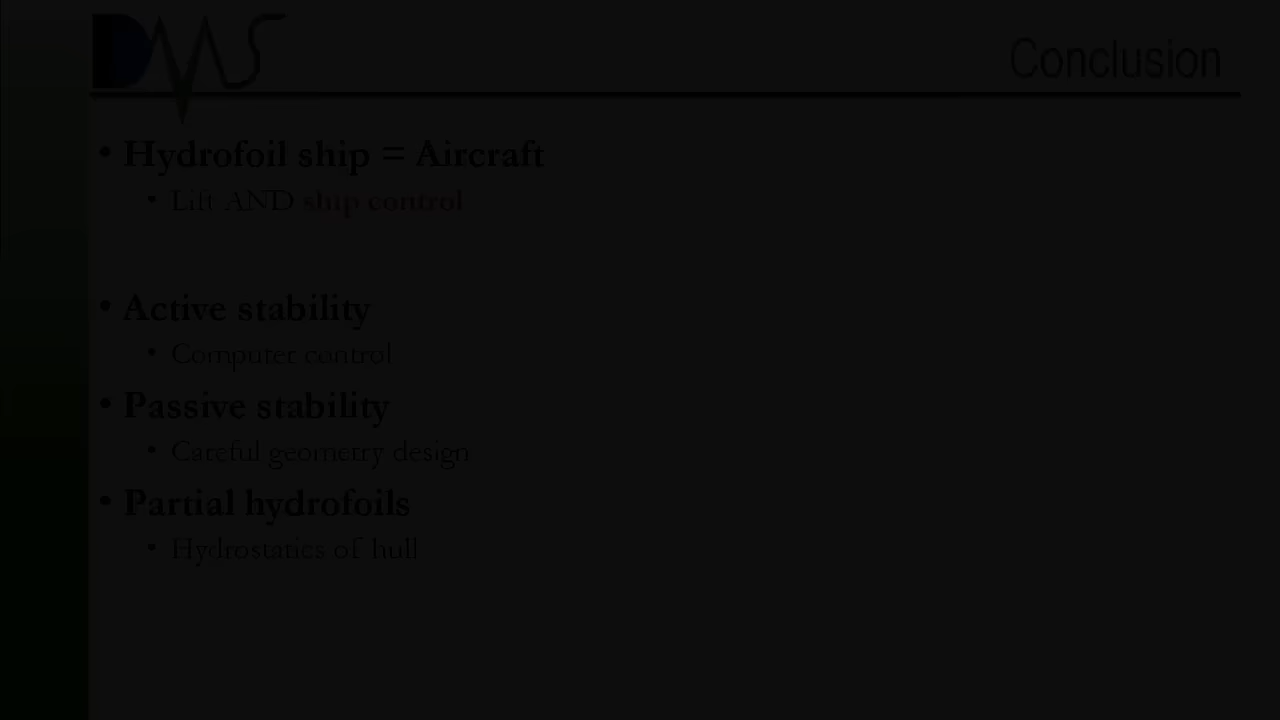 DMS
Conclusion
• Hydrofoil ship = Aircraft
• Lift AND ship control
• Active stability
• Computer control
• Passive stability
• Careful geometry design
• Partial hydrofoils
• Hydrostatics of hull